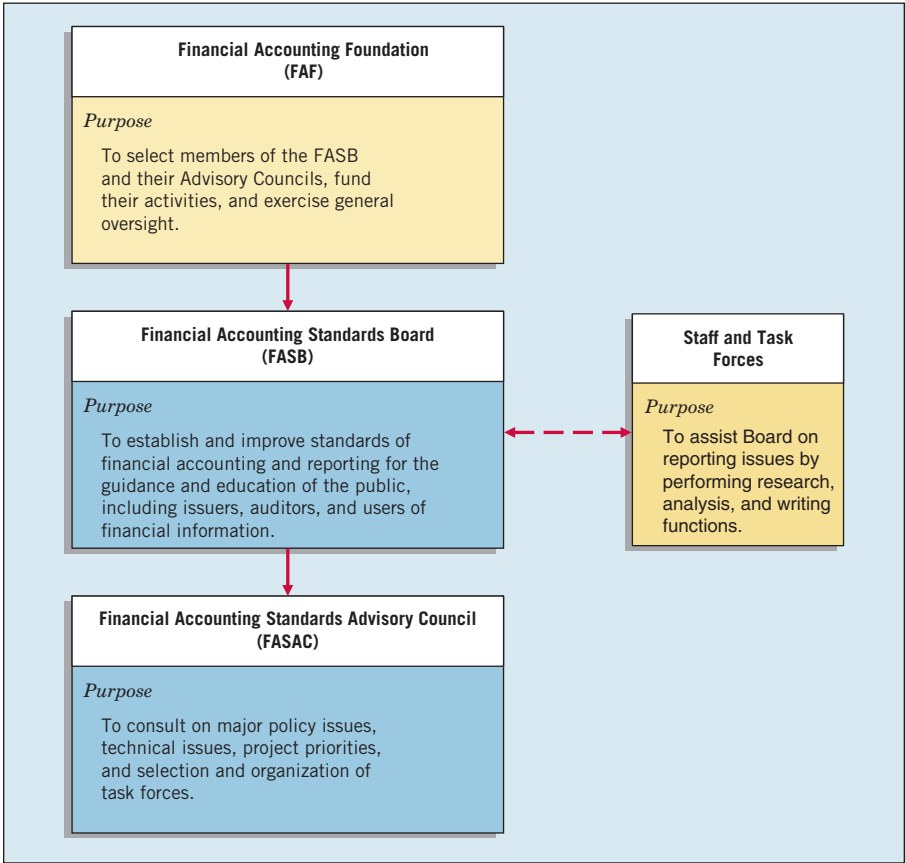 Financial Accounting Foundation
(FAF)
Purpose
To select members of the FASB
and their Advisory Councils, fund
their activities, and exercise general
oversight.
Financial Accounting Standards Board
(FASB)
Purpose
To establish and improve standards of
financial accounting and reporting for the
guidance and education of the public,
including issuers, auditors, and users of
financial information.
Staff and Task
Forces
Purpose
To assist Board on
reporting issues by
performing research,
analysis, and writing
functions.
Financial Accounting Standards Advisory Council
(FASAC)
Purpose
To consult on major policy issues,
technical issues, project priorities,
and selection and organization of
task forces.